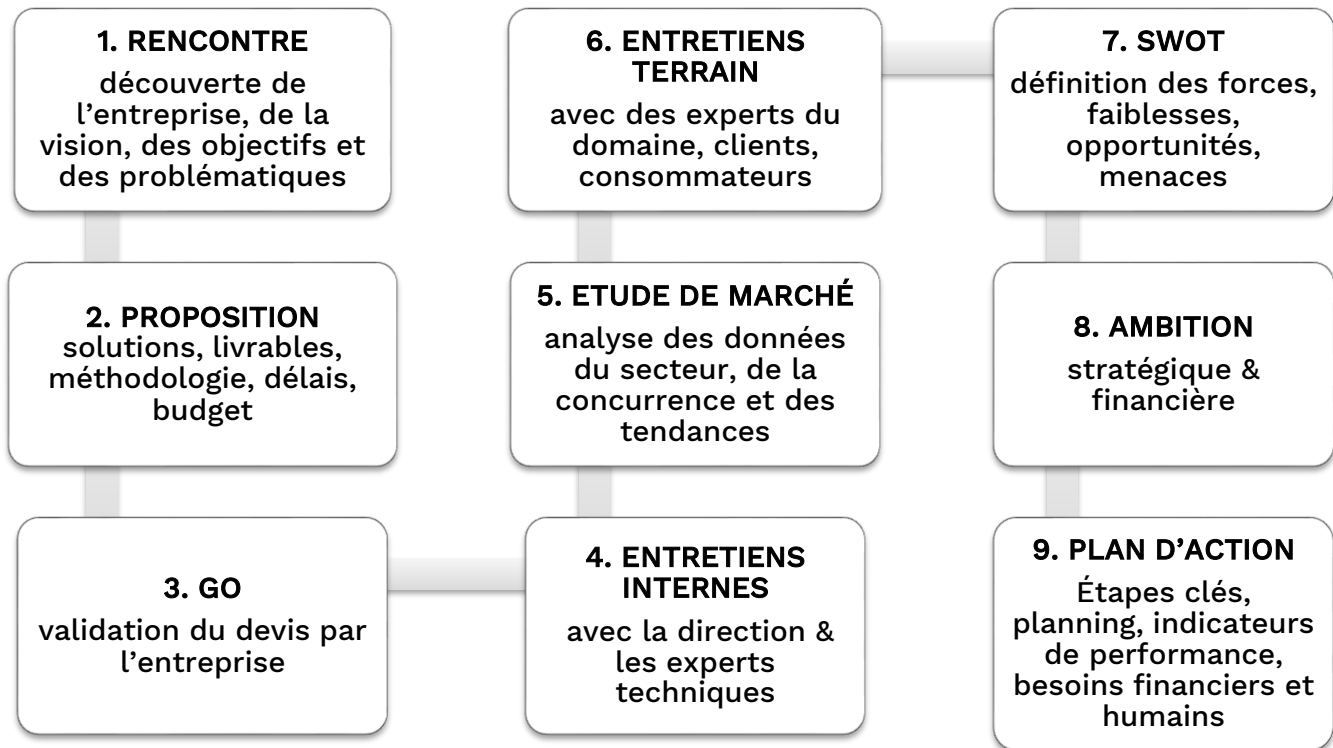 1. RENCONTRE
découverte de
l’entreprise, de la
vision, des objectifs et
des problématiques
2. PROPOSITION
solutions, livrables,
méthodologie, délais,
budget
3. GO
validation du devis par
l’entreprise
4. ENTRETIENS
INTERNES
avec la direction &
les experts
techniques
5. ETUDE DE MARCHÉ
analyse des données
du secteur, de la
concurrence et des
tendances
6. ENTRETIENS
TERRAIN
avec des experts du
domaine, clients,
consommateurs
7. SWOT
définition des forces,
faiblesses,
opportunités,
menaces
8. AMBITION
stratégique &
financière
9. PLAN D’ACTION
Étapes clés,
planning, indicateurs
de performance,
besoins financiers et
humains